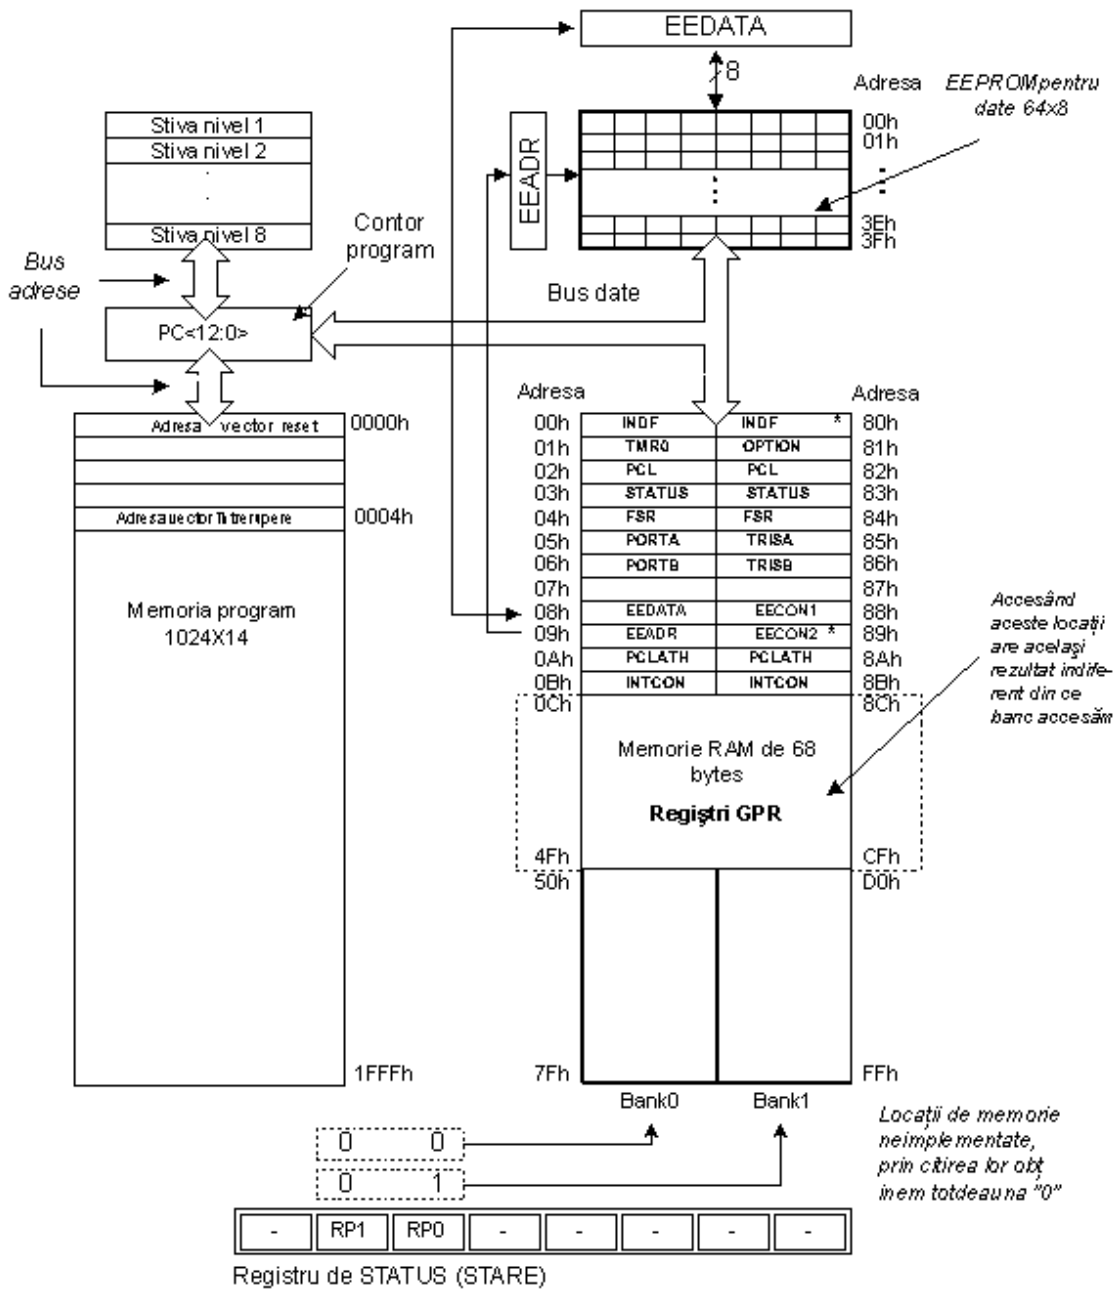 EEDATA
8
Adresa
EEPROM pentru
date 64x8
Stiva nivel 1
Stiva nivel 2
Stiva nivel 8
EEADR
00h
01h
3Eh
3Fh
Contor
program
Bus
adrese
Bus date
PC<12:0>
Adresa
Adresa
Adresa vector reset
0000h
00h INDF INDF * 80h
01h TMR0 OPTION 81h
02h PCL PCL 82h
03h STATUS STATUS 83h
Adresa vector
0004h
04h FSR FSR 84h
05h PORTA TRISA 85h
06h PORTB TRISB 86h
07h 87h
08h EEDATA EECON1 88h
09h EEADR EECON2 * 89h
0Ah PCLATH PCLATH 8Ah
0Bh INTCON INTCON 8Bh
0Ch 8Ch
Memoria program
1024X14
Accesând
aceste locaţii
are acelaşi
rezultat indife-
rent din ce
banc accesăm
Memorie RAM de 68
bytes
Regiştri GPR
4Fh CFh
50h D0h
1FFFh
7Fh FFh
Bank0 Bank1
Locaţii de memorie
neimplementate,
prin citirea lor obţ
inem totdeauna "0"
0 0
0 1
- RP1 RP0 - - - - -
Registru de STATUS (STARE)